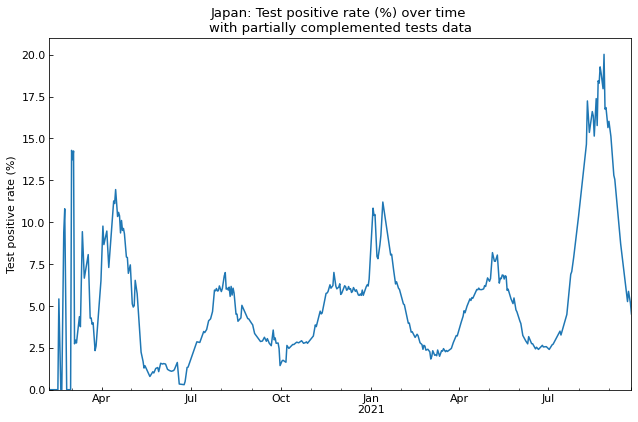 Japan: Test positive rate (%) over time
with partially complemented tests data
Test positive rate (%)
20.0
17.5
15.0
12.5
10.0
7.5
5.0
2.5
0.0
Apr
Jul
Oct
Jan
2021
Apr
Jul